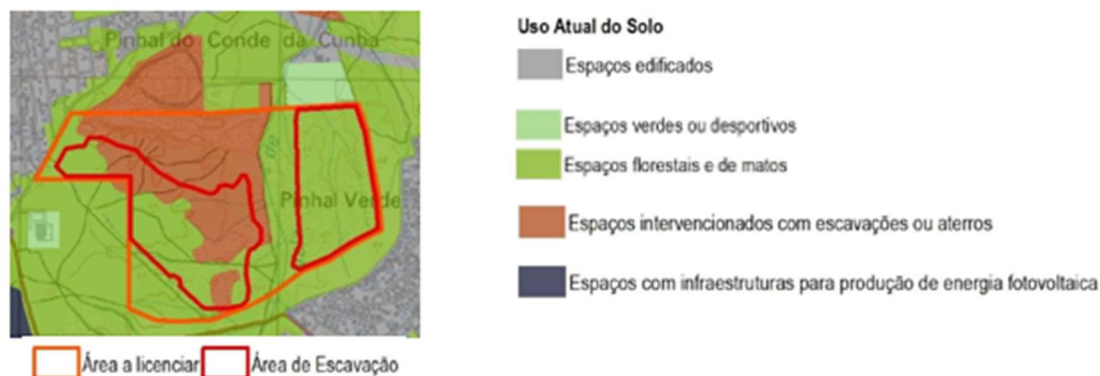 Pinhal do Conde da Cunha
Pinhal Verde
Área a licenciar
Área de Escavação
Uso Atual do Solo
Espaços edificados
Espaços verdes ou desportivos
Espaços florestais e de matos
Espaços intervencionados com escavações ou aterros
Espaços com infraestruturas para produção de energia fotovoltaica